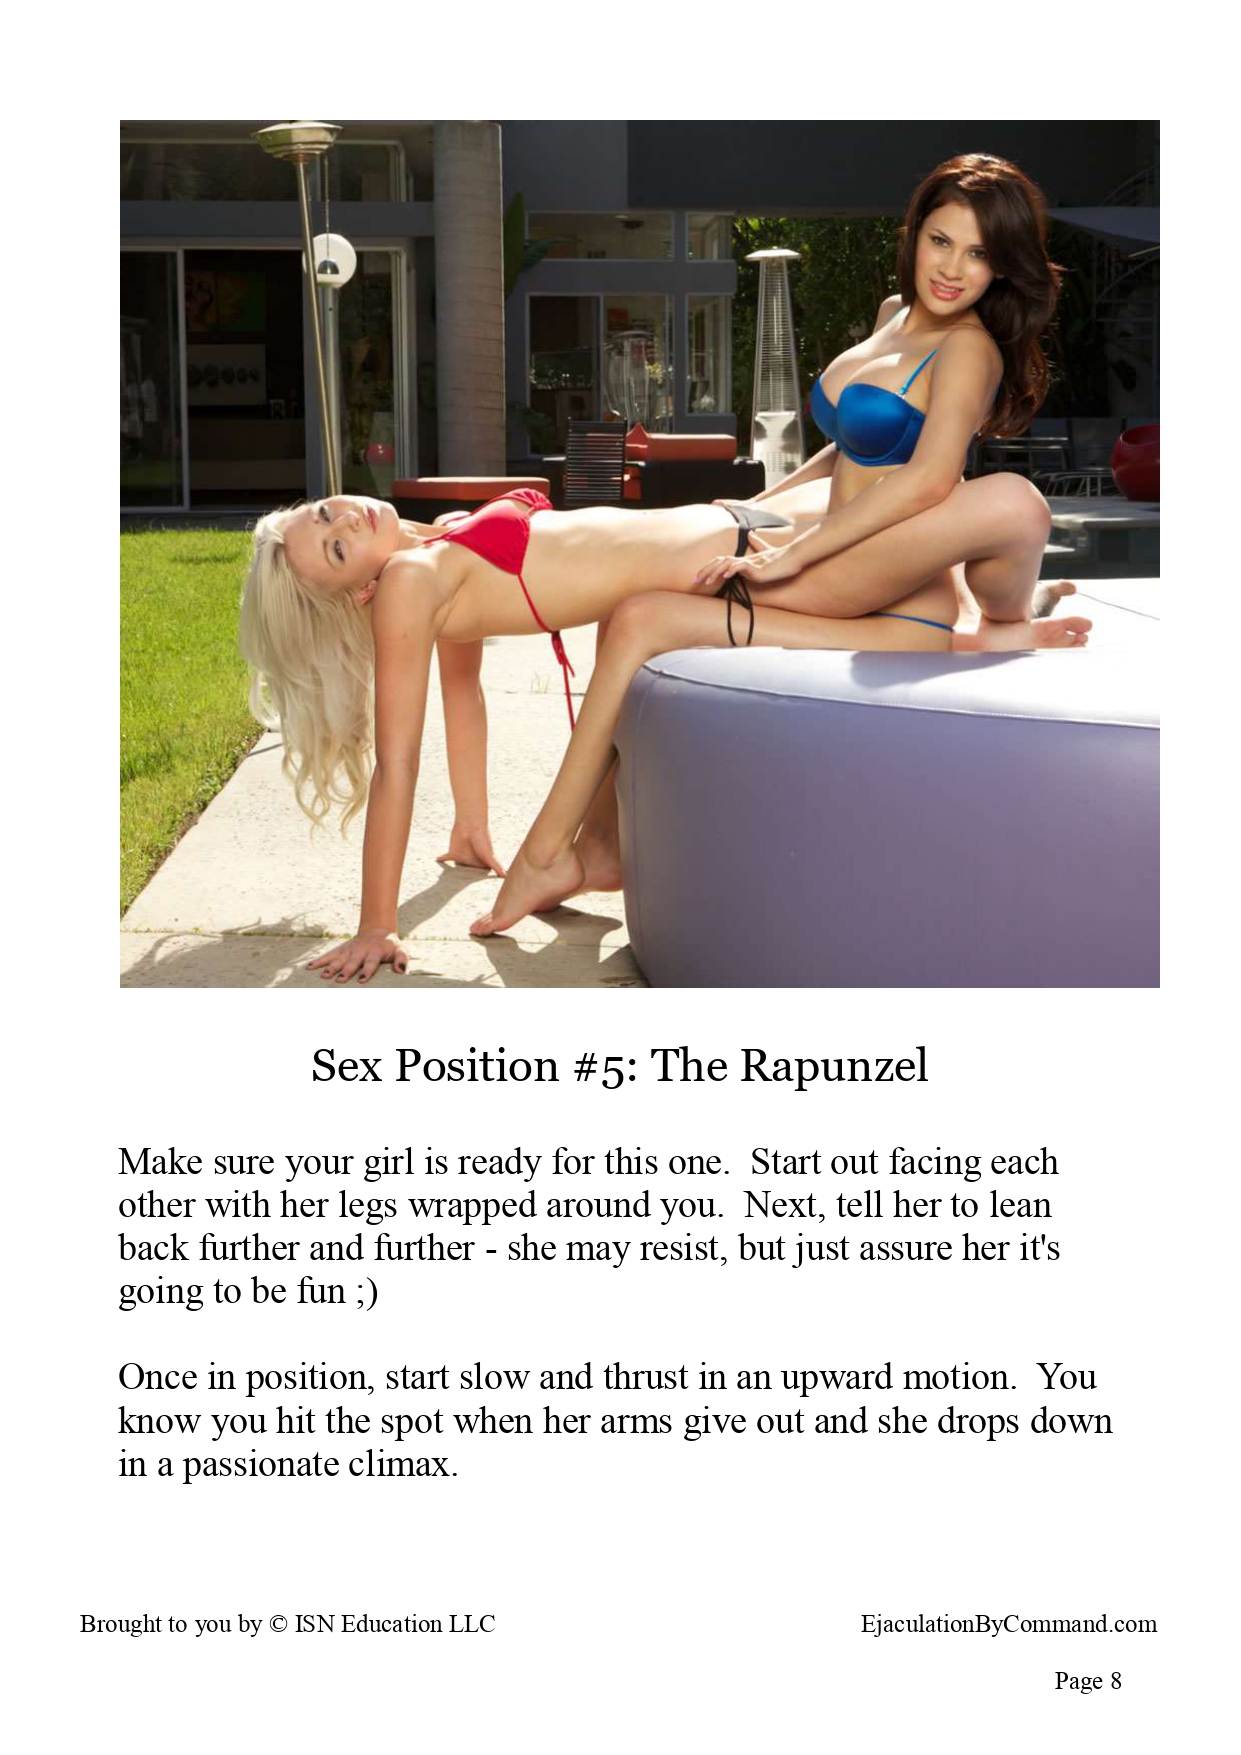 Sex Position #5: The Rapunzel
Make sure your girl is ready for this one.  Start out facing each
other with her legs wrapped around you.  Next, tell her to lean
back further and further - she may resist, but just assure her it's
going to be fun ;)
Once in position, start slow and thrust in an upward motion.  You
know you hit the spot when her arms give out and she drops down
in a passionate climax.
Brought to you by © ISN Education LLC
EjaculationByCommand.com
Page 8